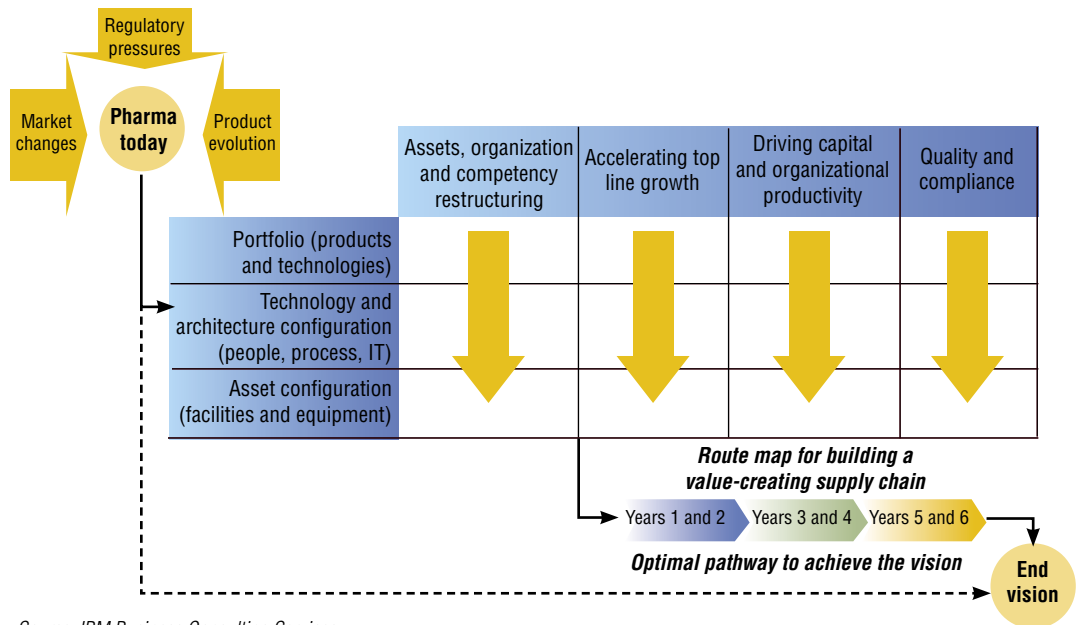 Regulatory
pressures
Market
changes
Pharma
today
Product
evolution
Assets, organization
and competency
restructuring
Accelerating top
line growth
Driving capital
and organizational
productivity
Quality and
compliance
Portfolio (products
and technologies)
Technology and
architecture configuration
(people, process, IT)
Asset configuration
(facilities and equipment)
Route map for building a
value-creating supply chain
Years 1 and 2
Years 3 and 4
Years 5 and 6
Optimal pathway to achieve the vision
End
vision
IBM Business Consulting